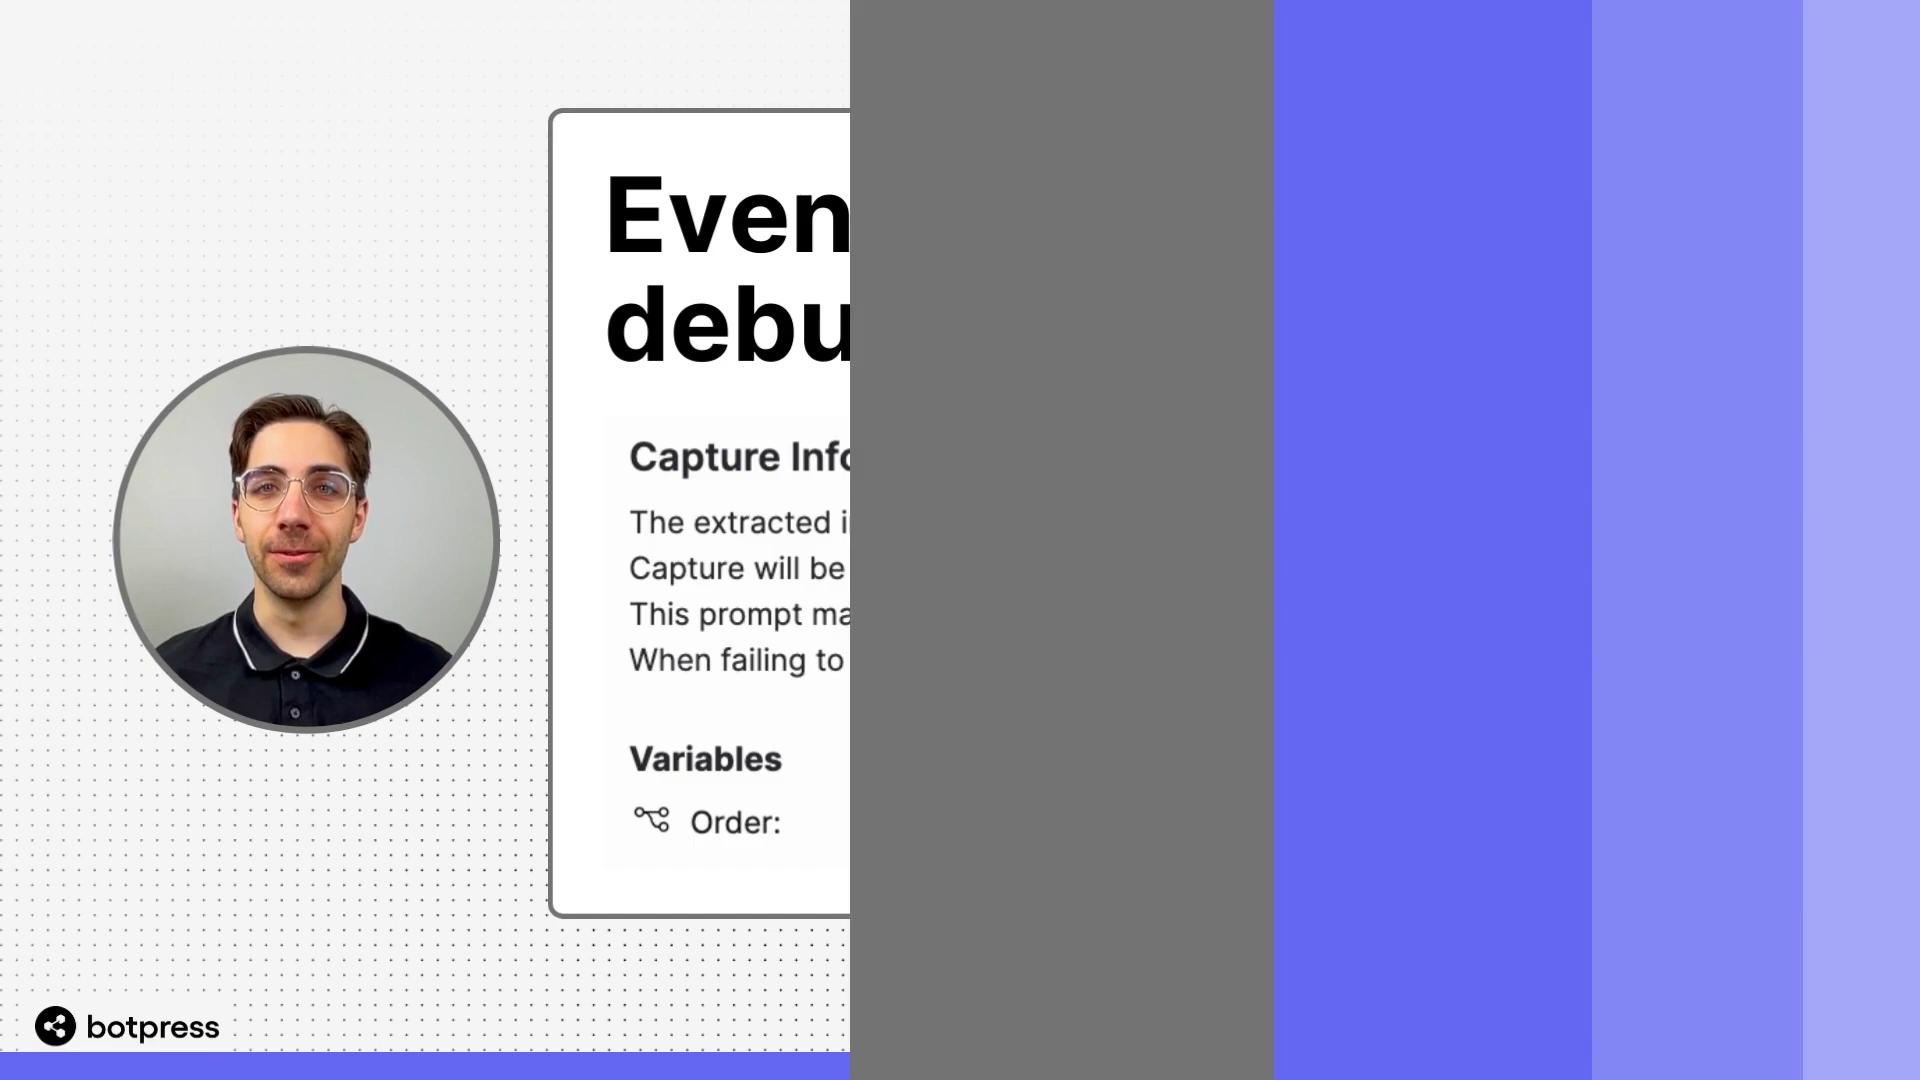 Even
debu
Capture Info
The extracted i
Capture will be
This prompt ma
When failing to
Variables
Order:
botpress